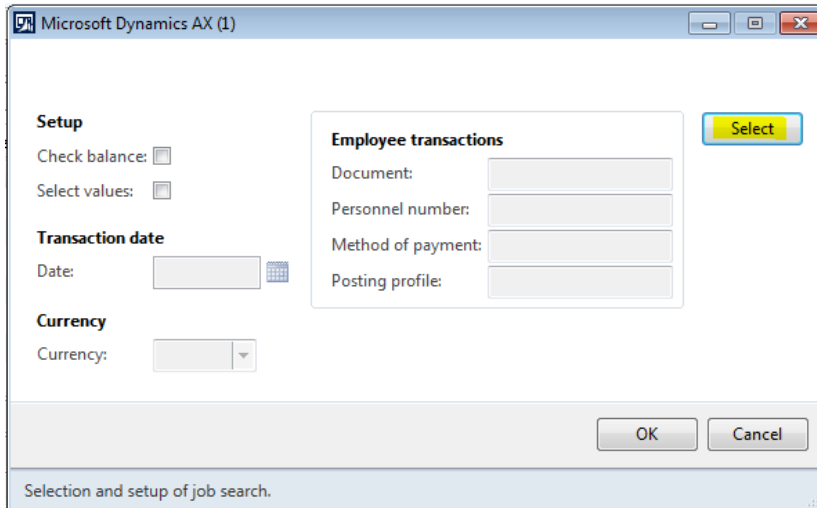 Microsoft Dynamics AX (1)
Setup
Check balance:
Select values:
Transaction date
Date:
Currency
Currency:
Employee transactions
Document:
Personnel number:
Method of payment:
Posting profile:
Select
OK
Cancel
Selection and setup of job search.